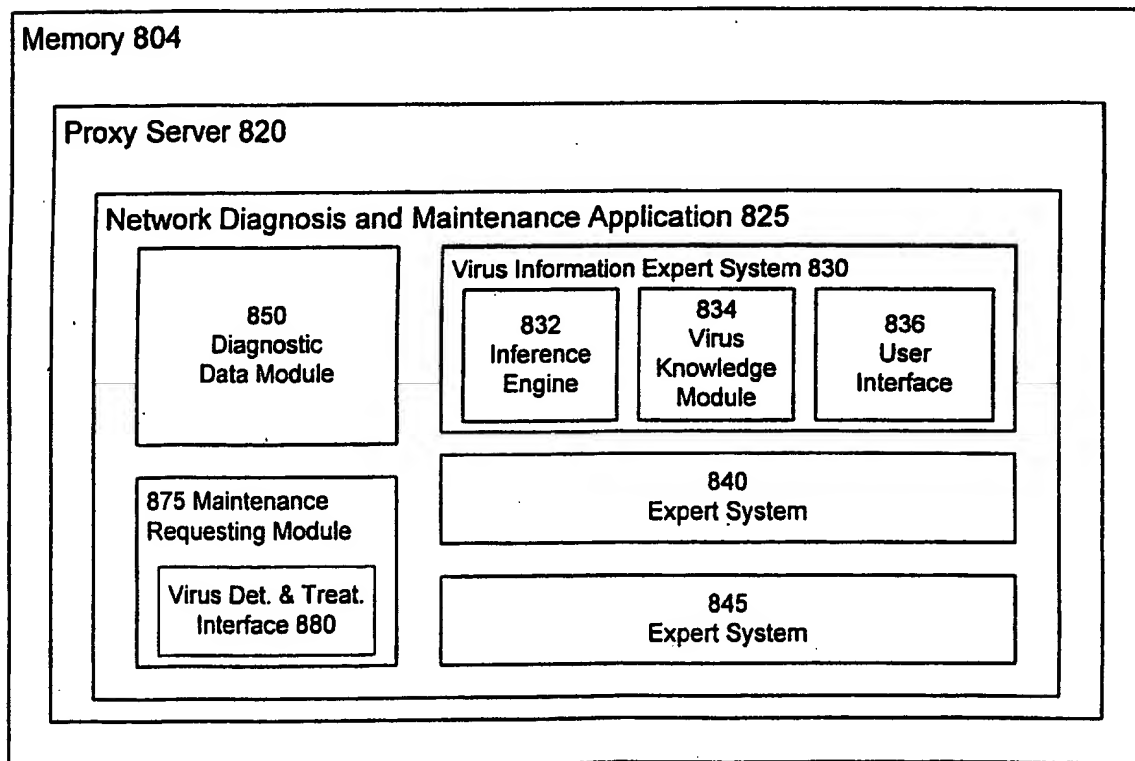 Memory 804
Proxy Server 820
Network Diagnosis and Maintenance Application 825
850
Diagnostic
Data Module
Virus Information Expert System 830
832
Inference
Engine
834
Virus
Knowledge
Module
836
User
Interface
875 Maintenance
Requesting Module
Virus Det. & Treat.
Interface 880
840
Expert System
845
Expert System